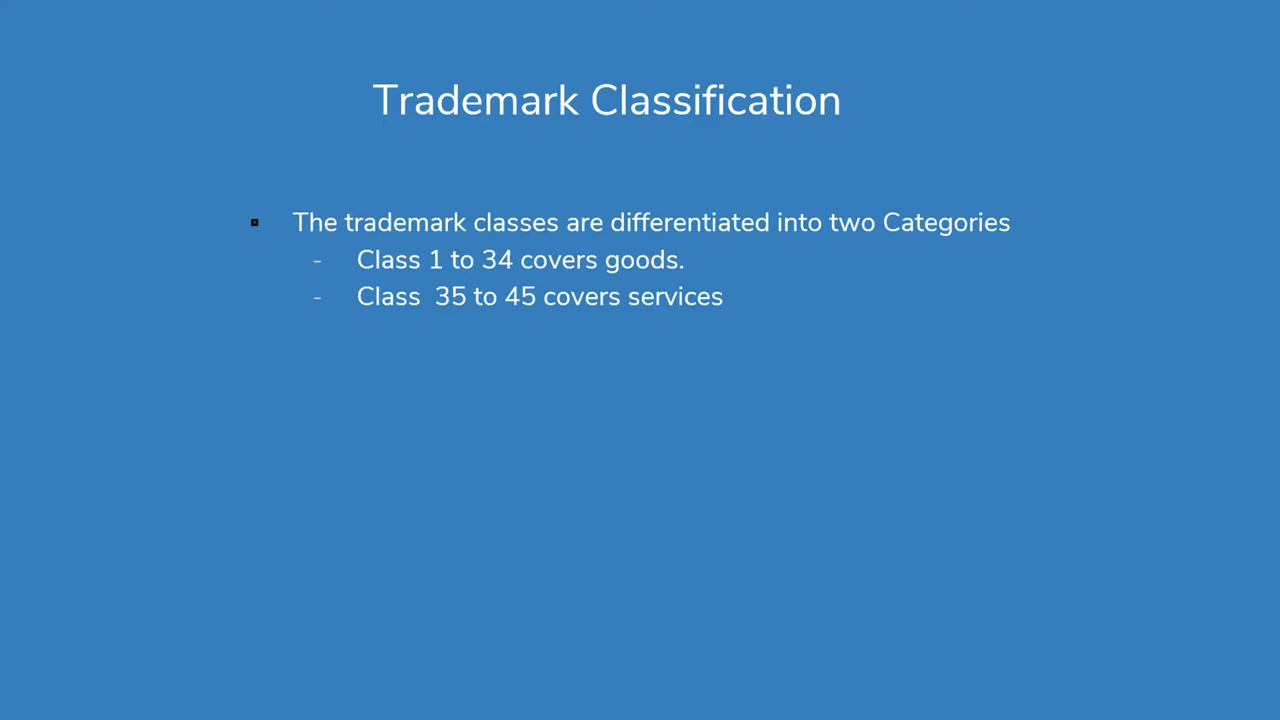 Trademark Classification
The trademark classes are differentiated into two Categories
- Class 1 to 34 covers goods.
- Class  35 to 45 covers services